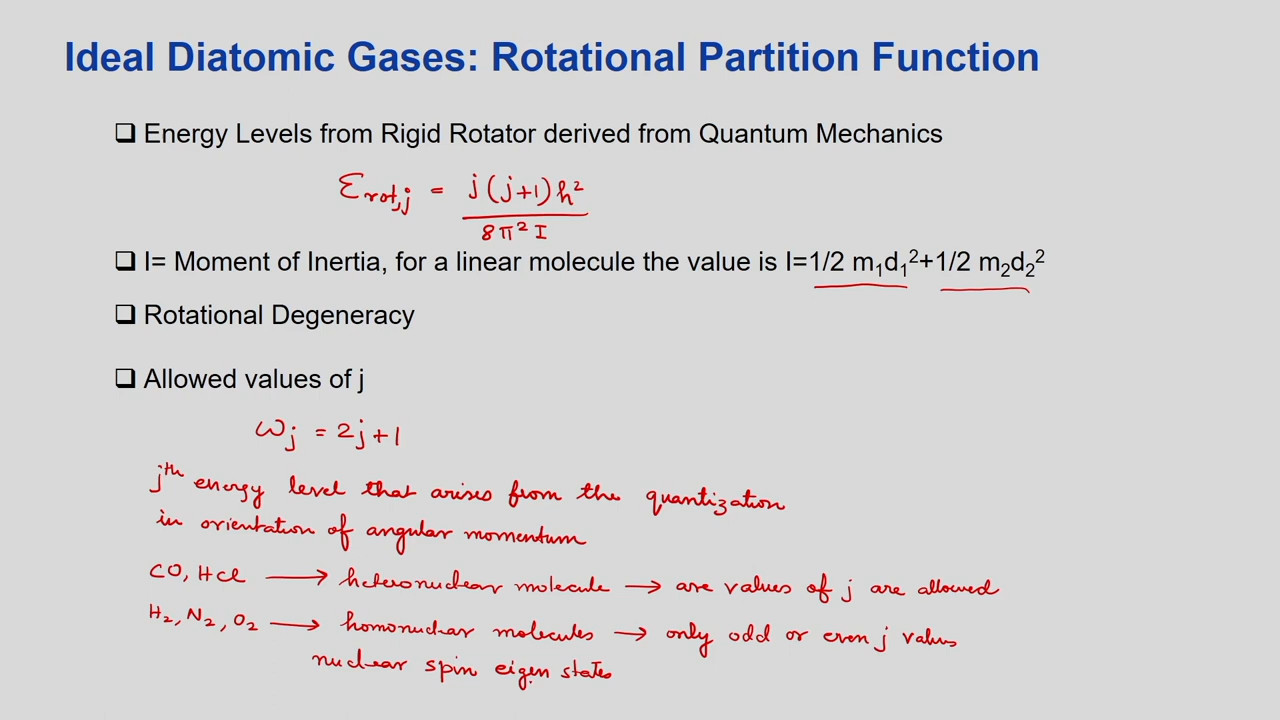 Ideal Diatomic Gases: Rotational Partition Function
❑ Energy Levels from Rigid Rotator derived from Quantum Mechanics
Ɛrot,j = j(j+1)h²
8π² I
❑ I= Moment of Inertia, for a linear molecule the value is I=1/2 m₁d₁²+1/2 m₂d₂²
❑ Rotational Degeneracy
❑ Allowed values of j
ωj = 2j+1
jth energy level that arises from the quantization
in orientation of angular momentum
CO, HCl → heteronuclear molecule → are values of j are allowed
H₂, N₂, O₂ → homonuclear molecules → only odd or even j values
nuclear spin eigen states